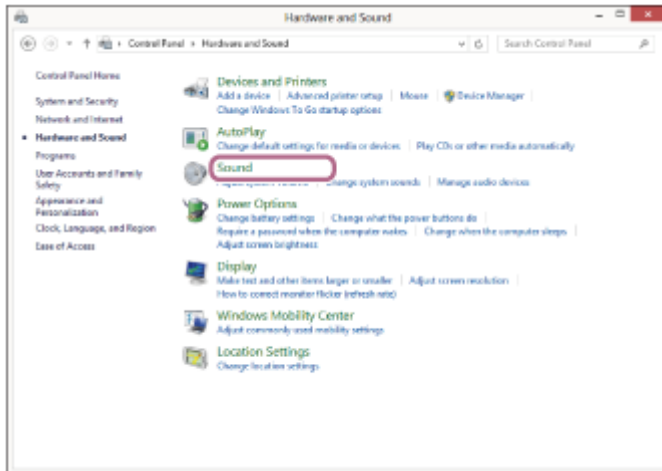 Hardware and Sound
Control Panel › Hardware and Sound
Search Control Panel
Control Panel Home
System and Security
Network and Internet
Hardware and Sound
Programs
User Accounts and Family
Safety
Appearance and
Personalization
Clock, Language, and Region
Ease of Access
Devices and Printers
Add a device | Advanced printer setup | Mouse | Device Manager
Change Windows To Go startup options
AutoPlay
Change default settings for media or devices | Play CDs or other media automatically
Sound
Change system sounds | Manage audio devices
Power Options
Change battery settings | Change what the power buttons do
Require a password when the computer wakes | Change when the computer sleeps
Adjust screen brightness
Display
Make text and other items larger or smaller | Adjust screen resolution
How to correct monitor flicker (refresh rate)
Windows Mobility Center
Adjust commonly used mobility settings
Location Settings
Change location settings